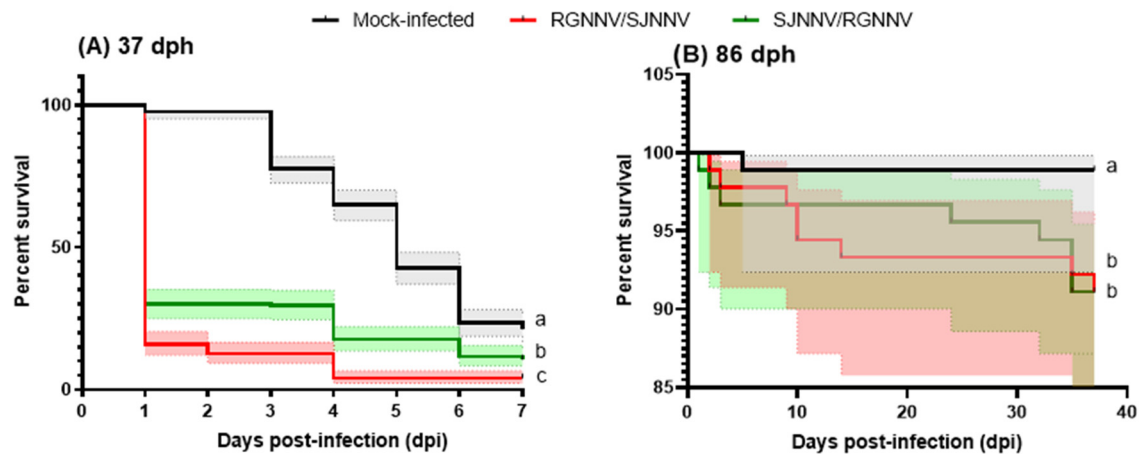 Mock-infected RGNNV/SJNNV SJNNV/RGNNV
(A) 37 dph
100
50
0
Percent survival
0 1 2 3 4 5 6 7
Days post-infection (dpi)
a
b
c
(B) 86 dph
105
100
95
90
85
Percent survival
0 10 20 30 40
Days post-infection (dpi)
a
b
b